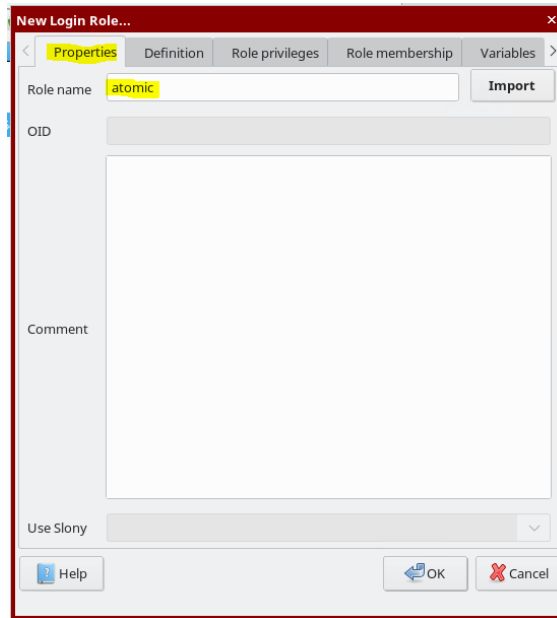 New Login Role...
Properties Definition Role privileges Role membership Variables
Role name atomic Import
OID
Comment
Use Slony
Help OK Cancel